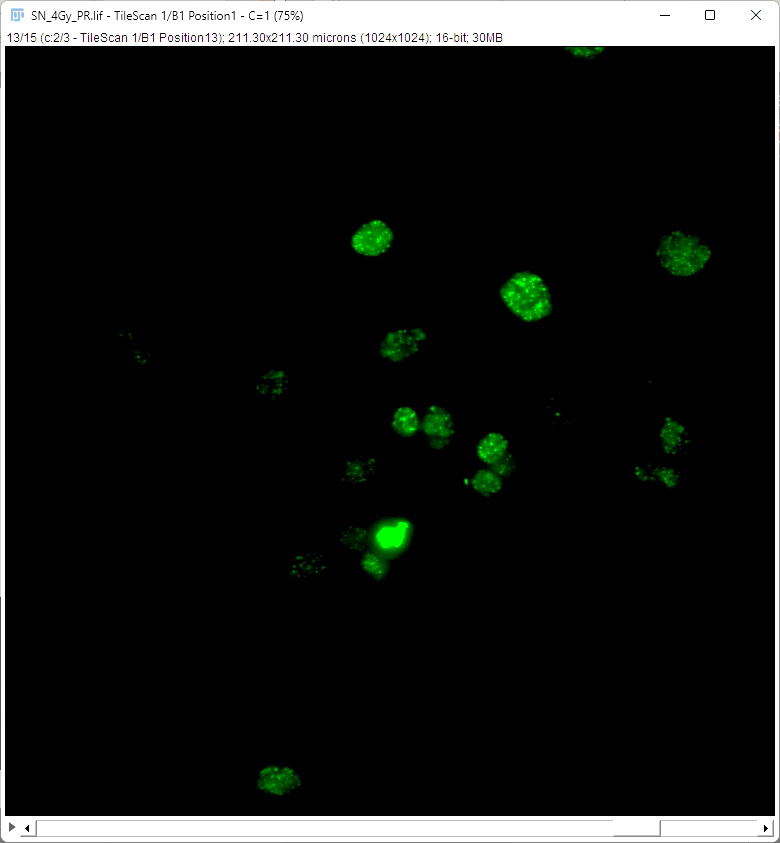 SN_4Gy_PR.lif - TileScan 1/B1 Position1 - C=1 (75%)
13/15 (c:2/3 - TileScan 1/B1 Position13); 211.30x211.30 microns (1024x1024); 16-bit; 30MB